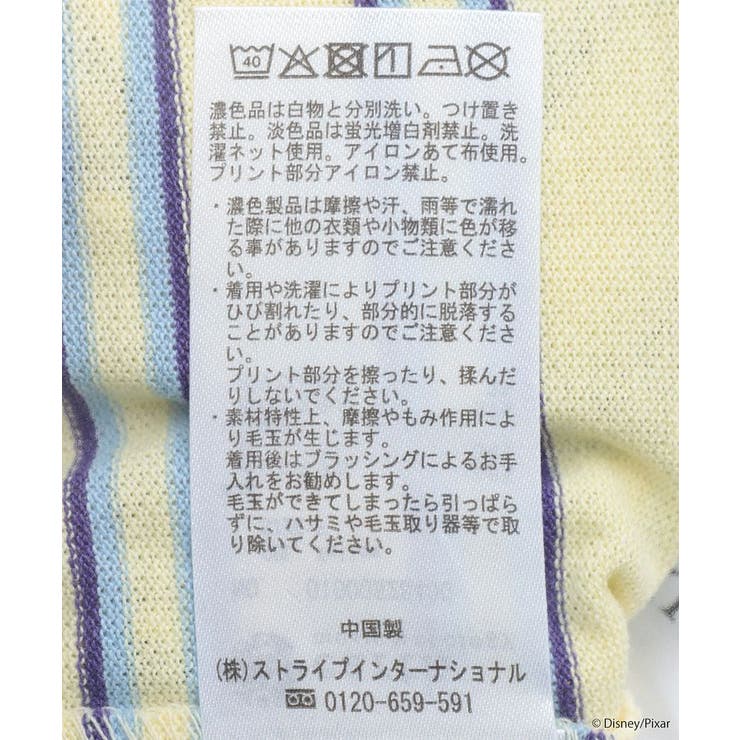 40
濃色品は白物と分別洗い。つけ置き
禁止。淡色品は蛍光増白剤禁止。洗
濯ネット使用。アイロンあて布使用。
プリント部分アイロン禁止。
・濃色製品は摩擦や汗、雨等で濡れ
た際に他の衣類や小物類に色が移
る事がありますのでご注意くださ
い。
・着用や洗濯によりプリント部分が
ひび割れたり、部分的に脱落する
ことがありますのでご注意くださ
い。
プリント部分を擦ったり、揉んだ
りしないでください。
・素材特性上、摩擦やもみ作用によ
り毛玉が生じます。
着用後はブラッシングによるお手
入れをお勧めします。
毛玉ができてしまったら引っぱら
ずに、ハサミや毛玉取り器等で取
り除いてください。
中国製
(株)ストライプインターナショナル
0120-659-591
© Disney/Pixar